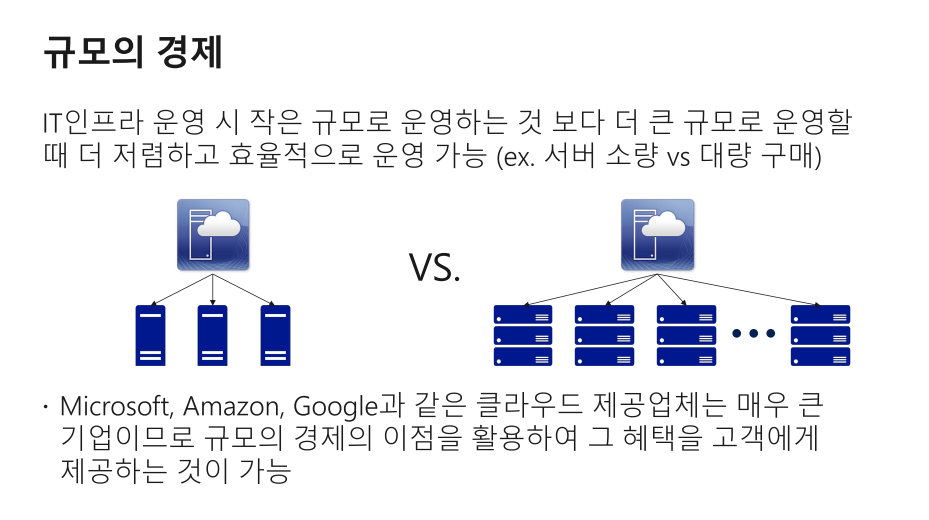 규모의 경제
IT인프라 운영 시 작은 규모로 운영하는 것 보다 더 큰 규모로 운영할
때 더 저렴하고 효율적으로 운영 가능 (ex. 서버 소량 vs 대량 구매)
VS.
• Microsoft, Amazon, Google과 같은 클라우드 제공업체는 매우 큰
기업이므로 규모의 경제의 이점을 활용하여 그 혜택을 고객에게
제공하는 것이 가능